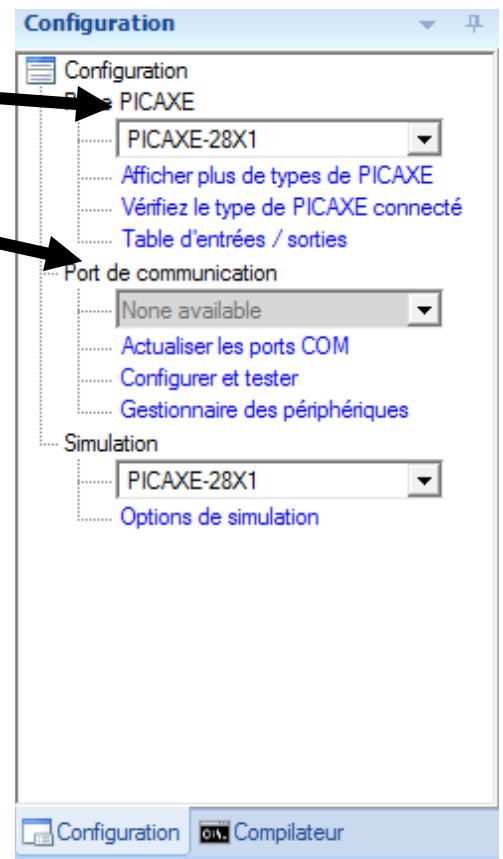 Configuration
Configuration
PICAXE
PICAXE-28X1
Afficher plus de types de PICAXE
Vérifiez le type de PICAXE connecté
Table d'entrées / sorties
Port de communication
None available
Actualiser les ports COM
Configurer et tester
Gestionnaire des périphériques
Simulation
PICAXE-28X1
Options de simulation
Configuration Compilateur